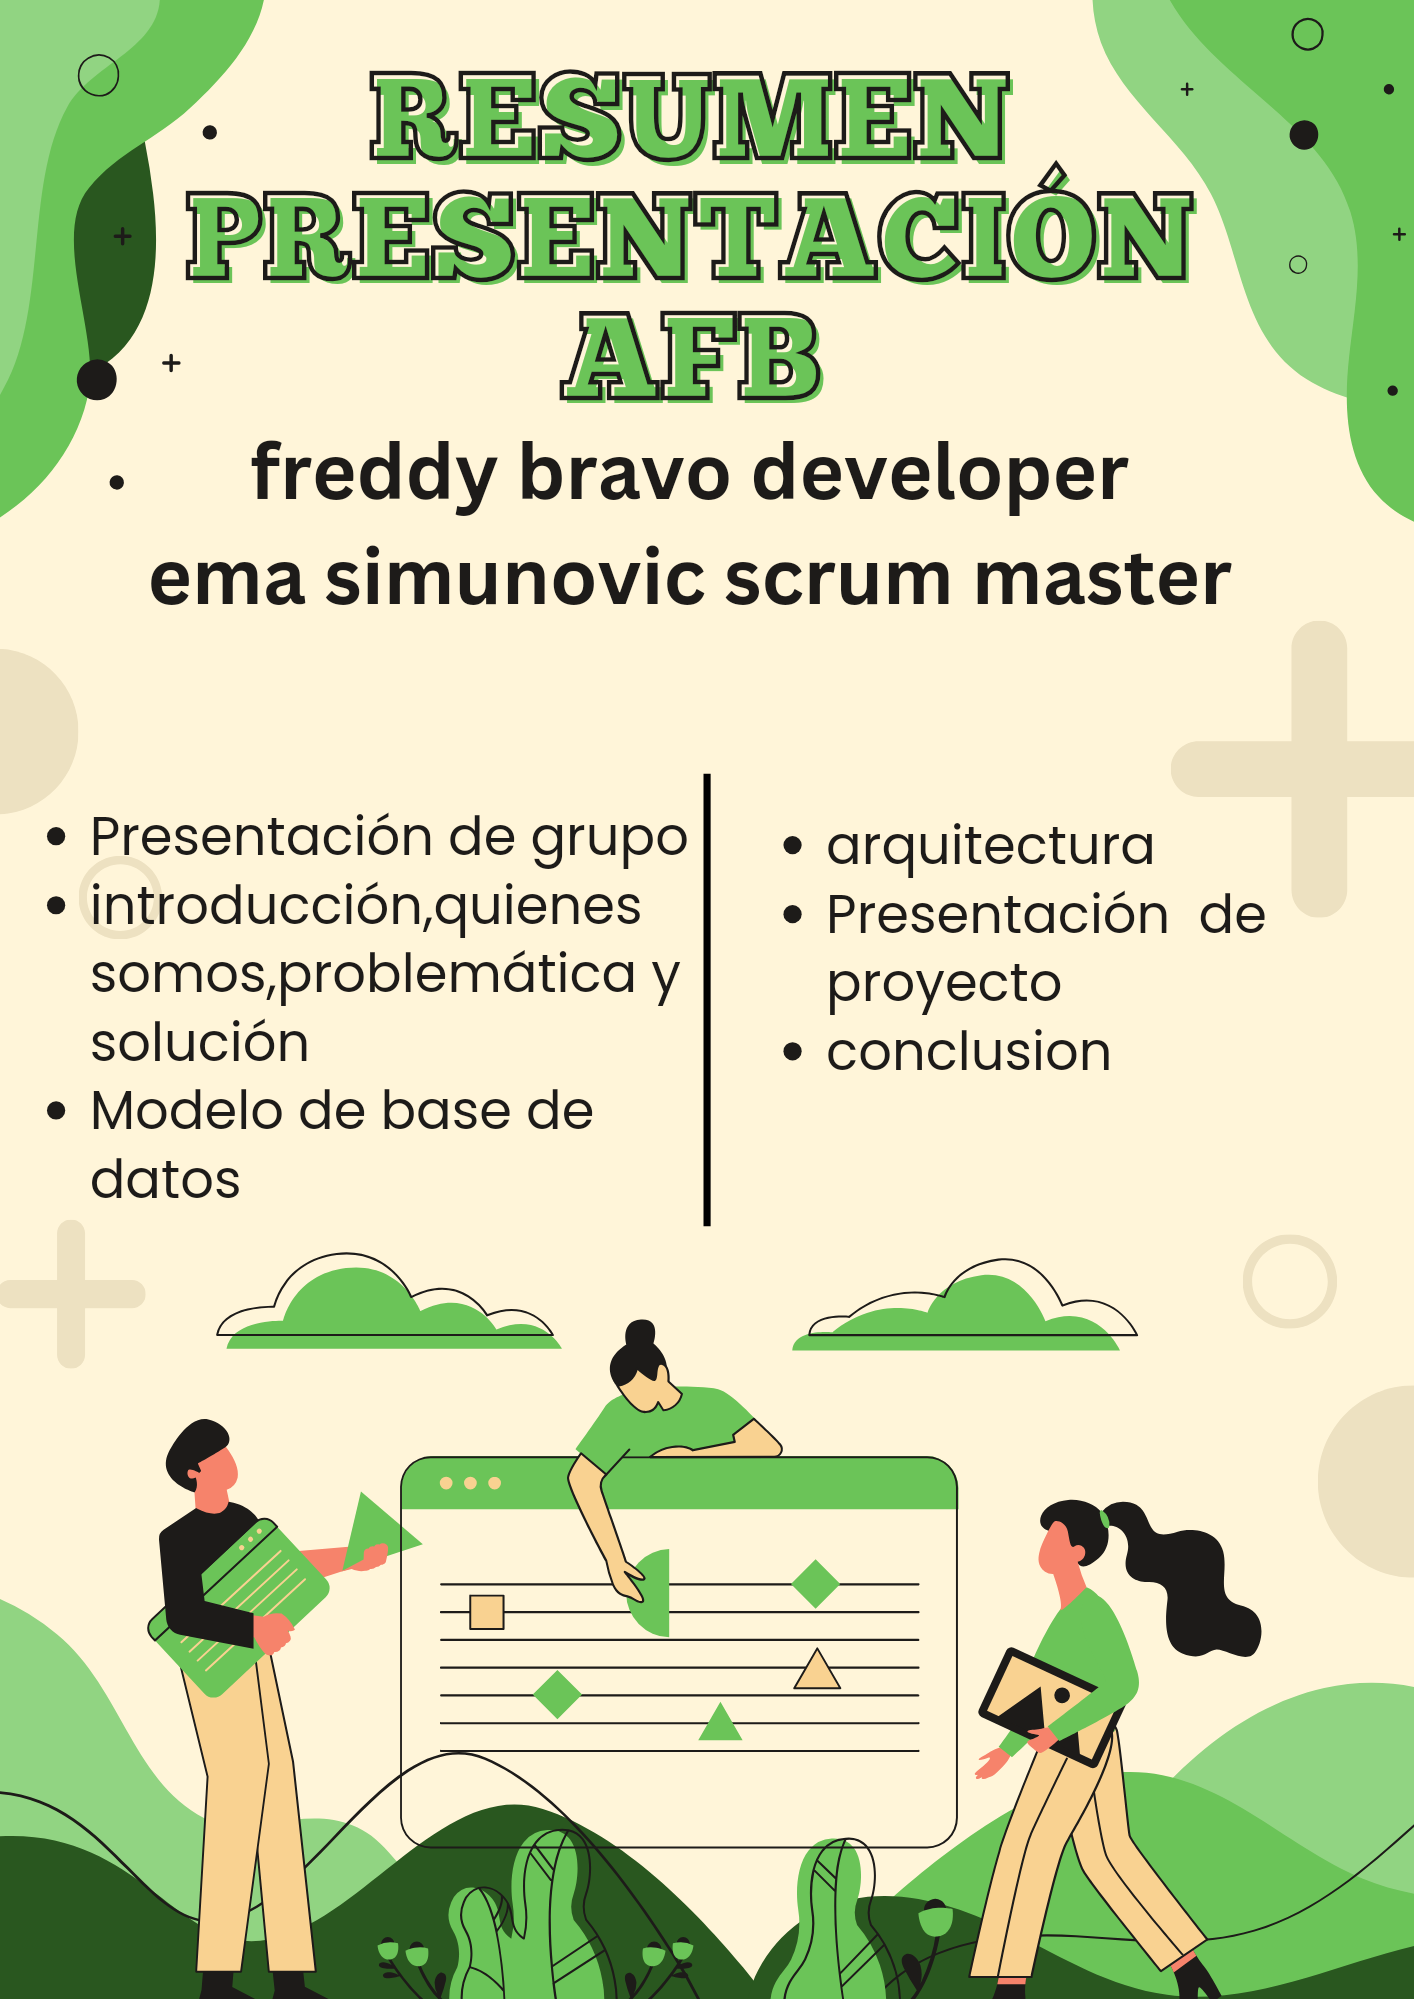 RESUMEN
PRESENTACIÓN
AFB
freddy bravo developer
ema simunovic scrum master
• Presentación de grupo
• introducción,quienes
somos,problemática y
solución
• Modelo de base de
datos
• arquitectura
• Presentación  de
proyecto
• conclusion